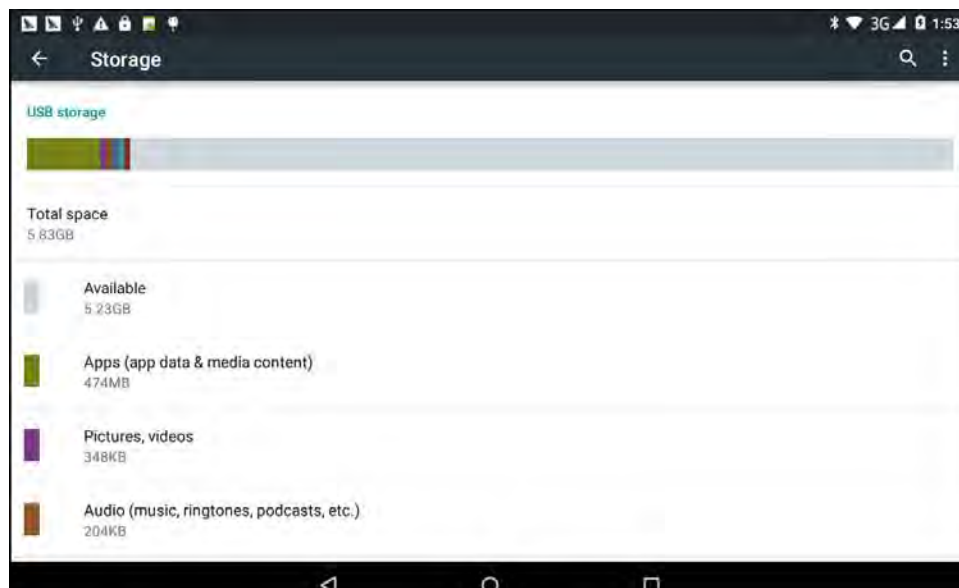 3G 1:53
Storage
USB storage
Total space
5.83GB
Available
5.23GB
Apps (app data & media content)
474MB
Pictures, videos
348KB
Audio (music, ringtones, podcasts, etc.)
204KB